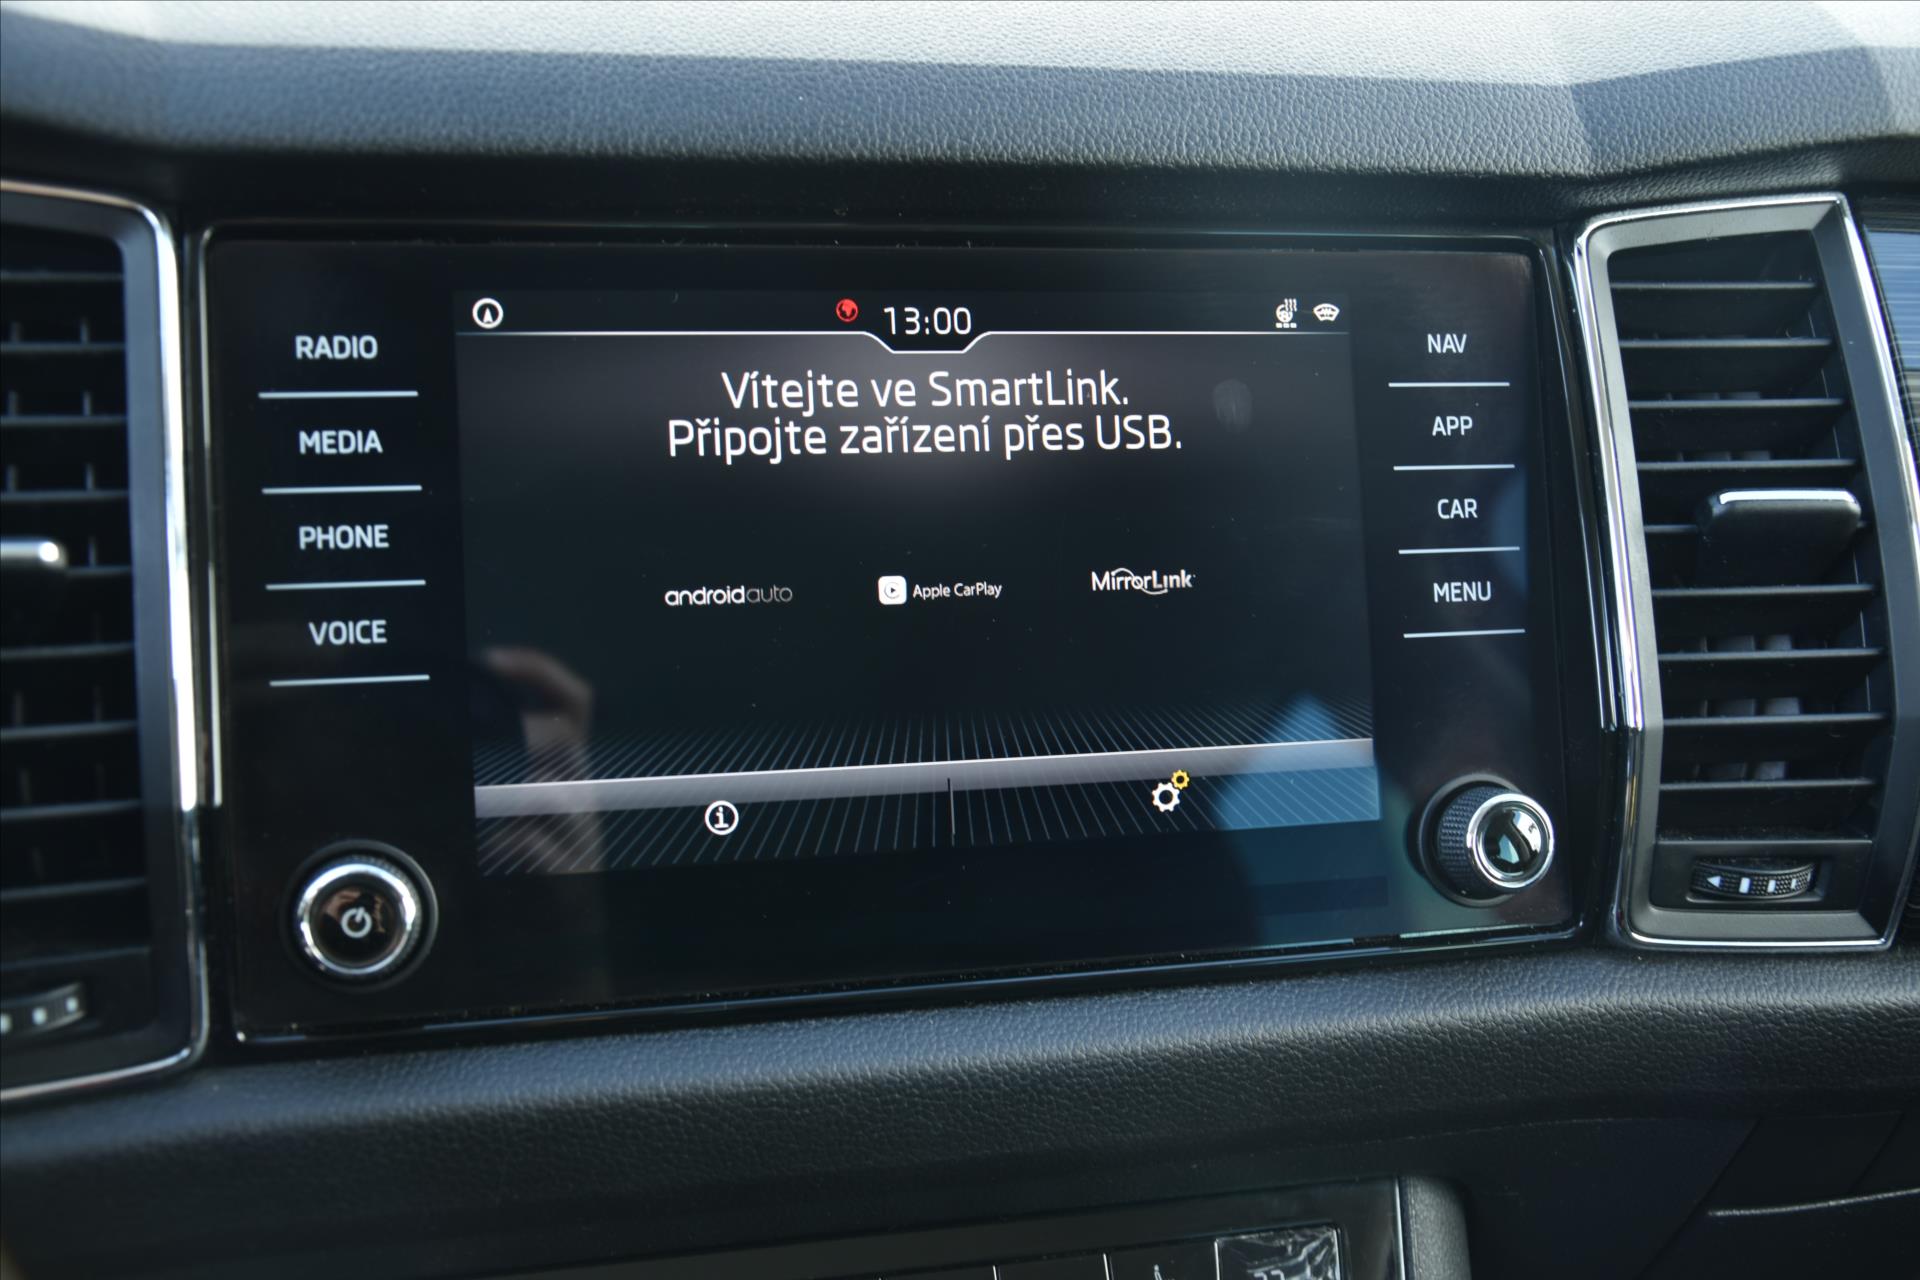 13:00
RADIO
MEDIA
PHONE
VOICE
Vítejte ve SmartLink.
Připojte zařízení přes USB.
androidauto
Apple CarPlay
MirrorLink
NAV
APP
CAR
MENU